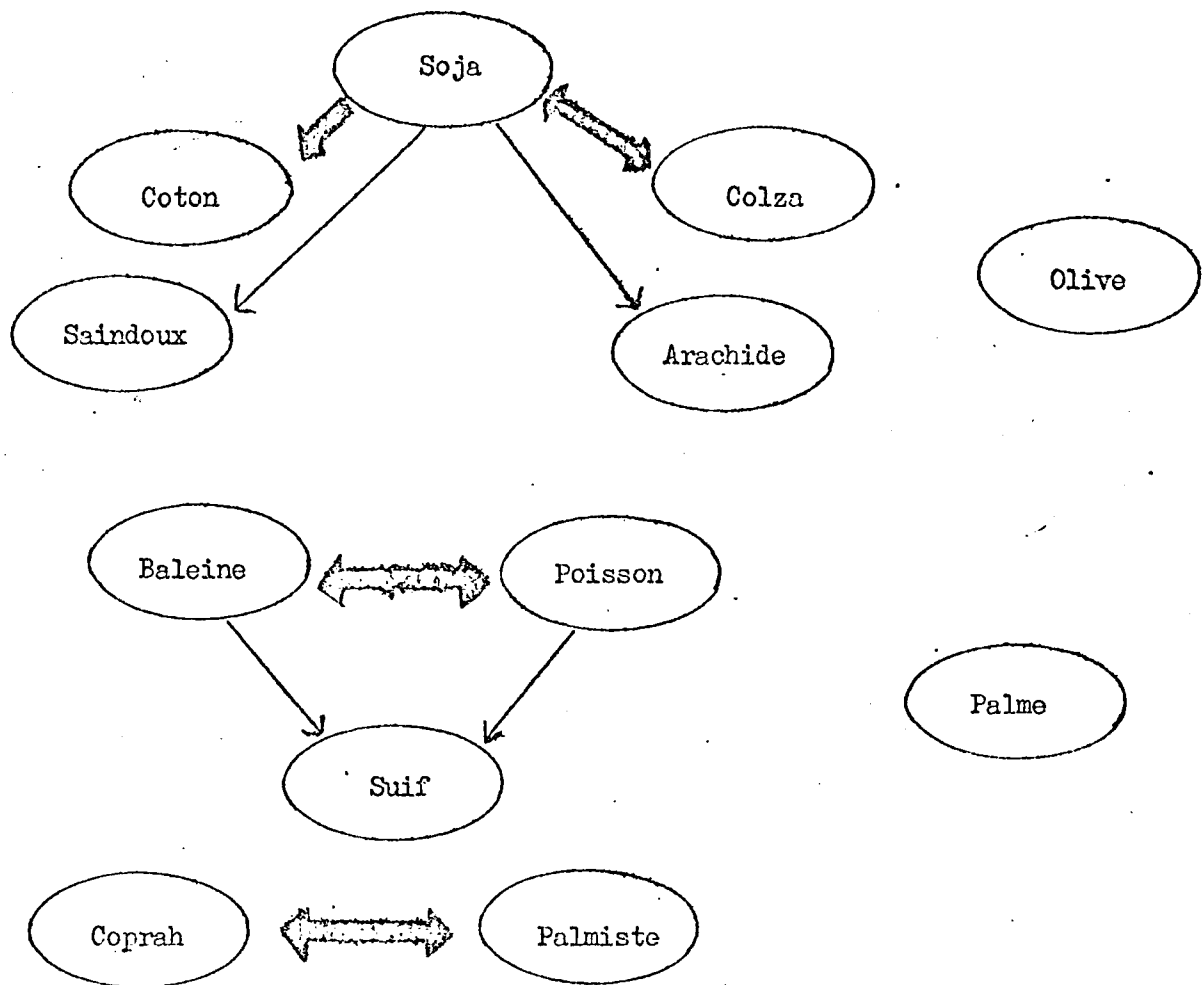 Soja
Coton
Colza
Olive
Saindoux
Arachide
Baleine
Poisson
Palme
Suif
Coprah
Palmiste